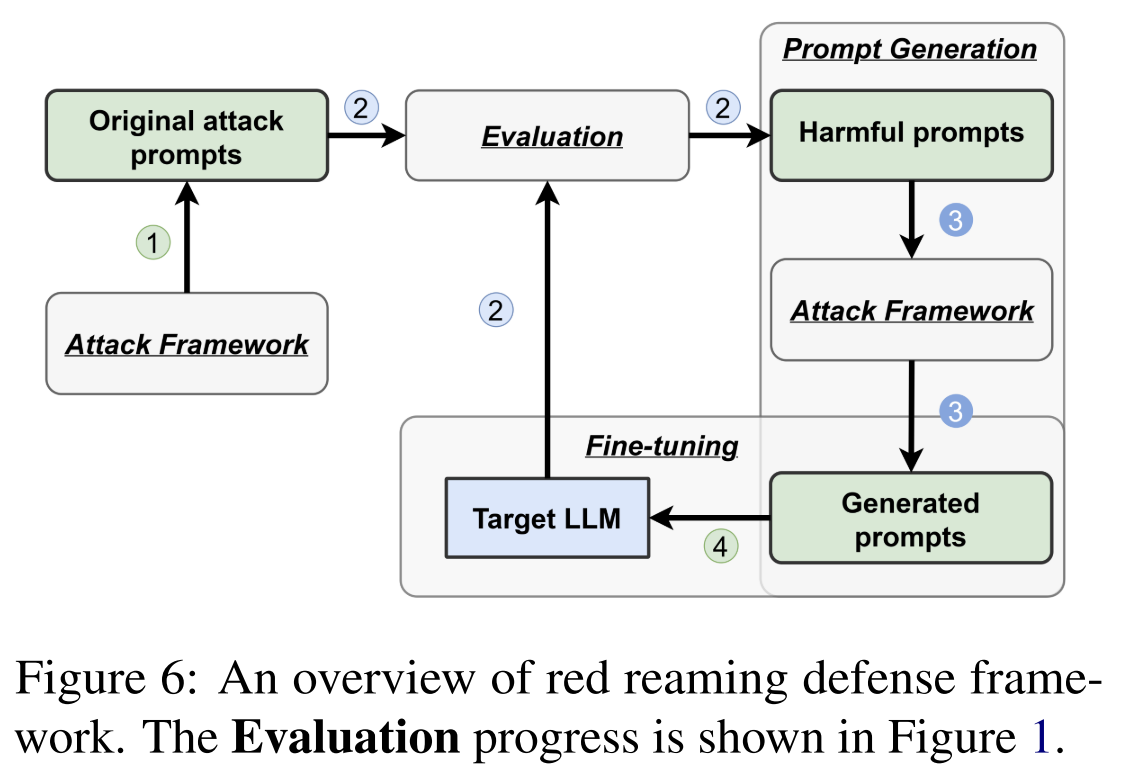 Prompt Generation
Original attack
prompts
2
Evaluation
2
Harmful prompts
1
3
Attack Framework
2
Attack Framework
3
Fine-tuning
Target LLM
4
Generated
prompts
Figure 6: An overview of red reaming defense frame-
work. The Evaluation progress is shown in Figure 1.